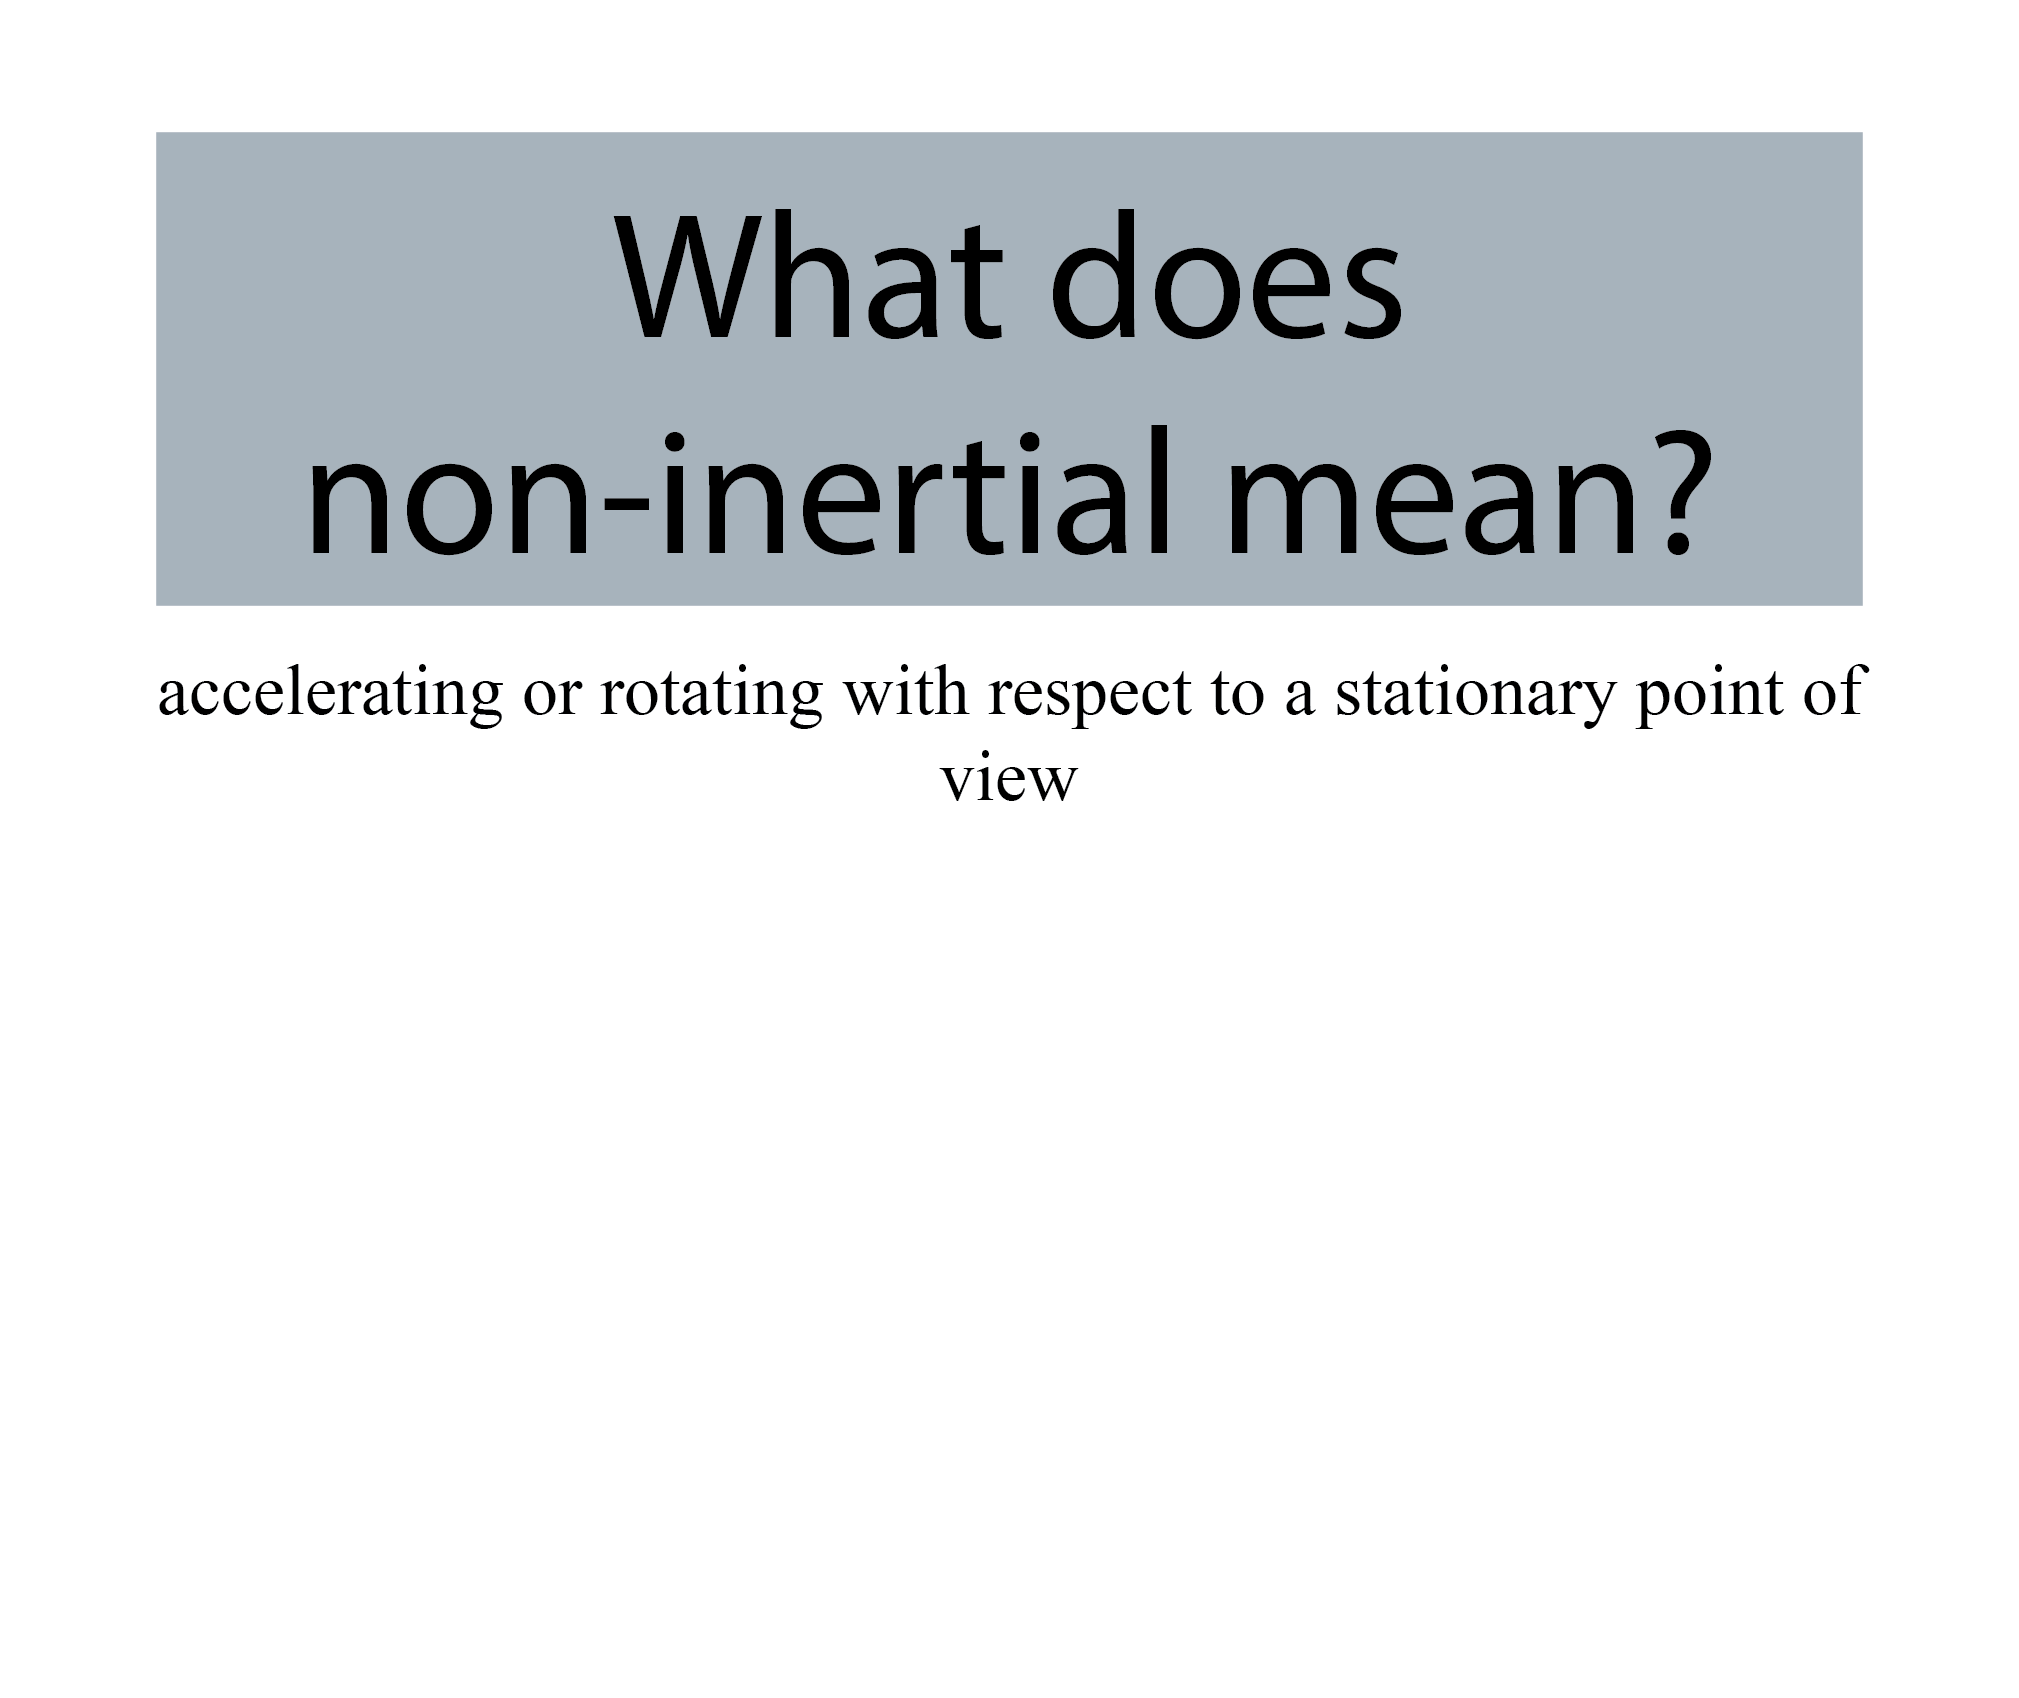 What does
non-inertial mean?
accelerating or rotating with respect to a stationary point of
view